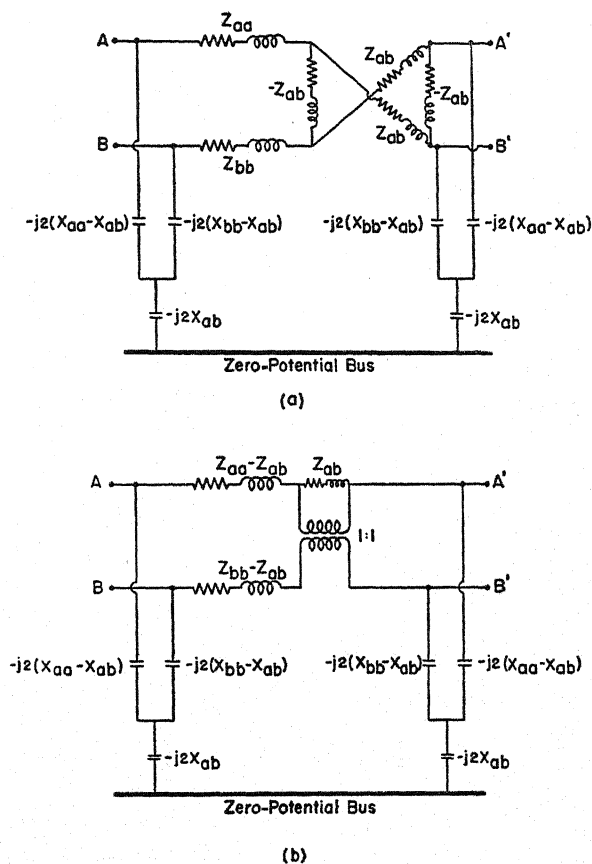 Zaa
A
A'
Zab
-Zab
-Zab
Zab
B
B'
Zbb
-j2(Xaa-Xab)
-j2(Xbb-Xab)
-j2(Xbb-Xab)
-j2(Xaa-Xab)
-j2Xab
-j2Xab
Zero-Potential Bus
(a)
Zaa-Zab
Zab
A
A'
1:1
Zbb-Zab
B
B'
-j2(Xaa-Xab)
-j2(Xbb-Xab)
-j2(Xbb-Xab)
-j2(Xaa-Xab)
-j2Xab
-j2Xab
Zero-Potential Bus
(b)